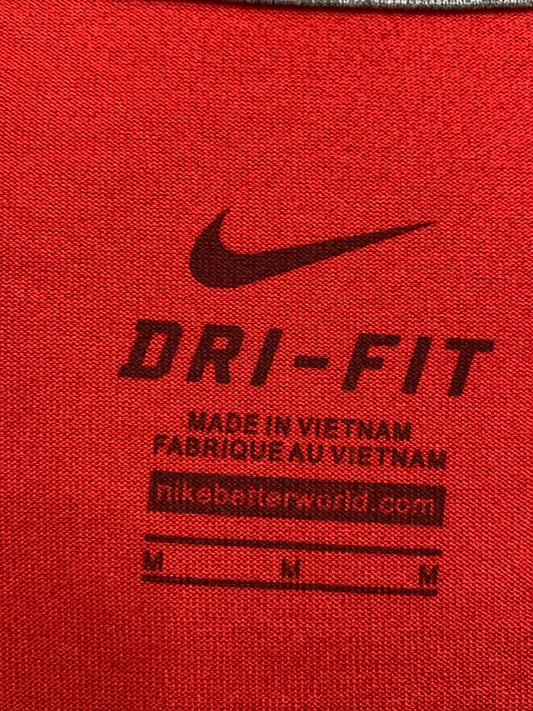 DRI-FIT
MADE IN VIETNAM
FABRIQUE AU VIETNAM
nikebetterworld.com
M M M